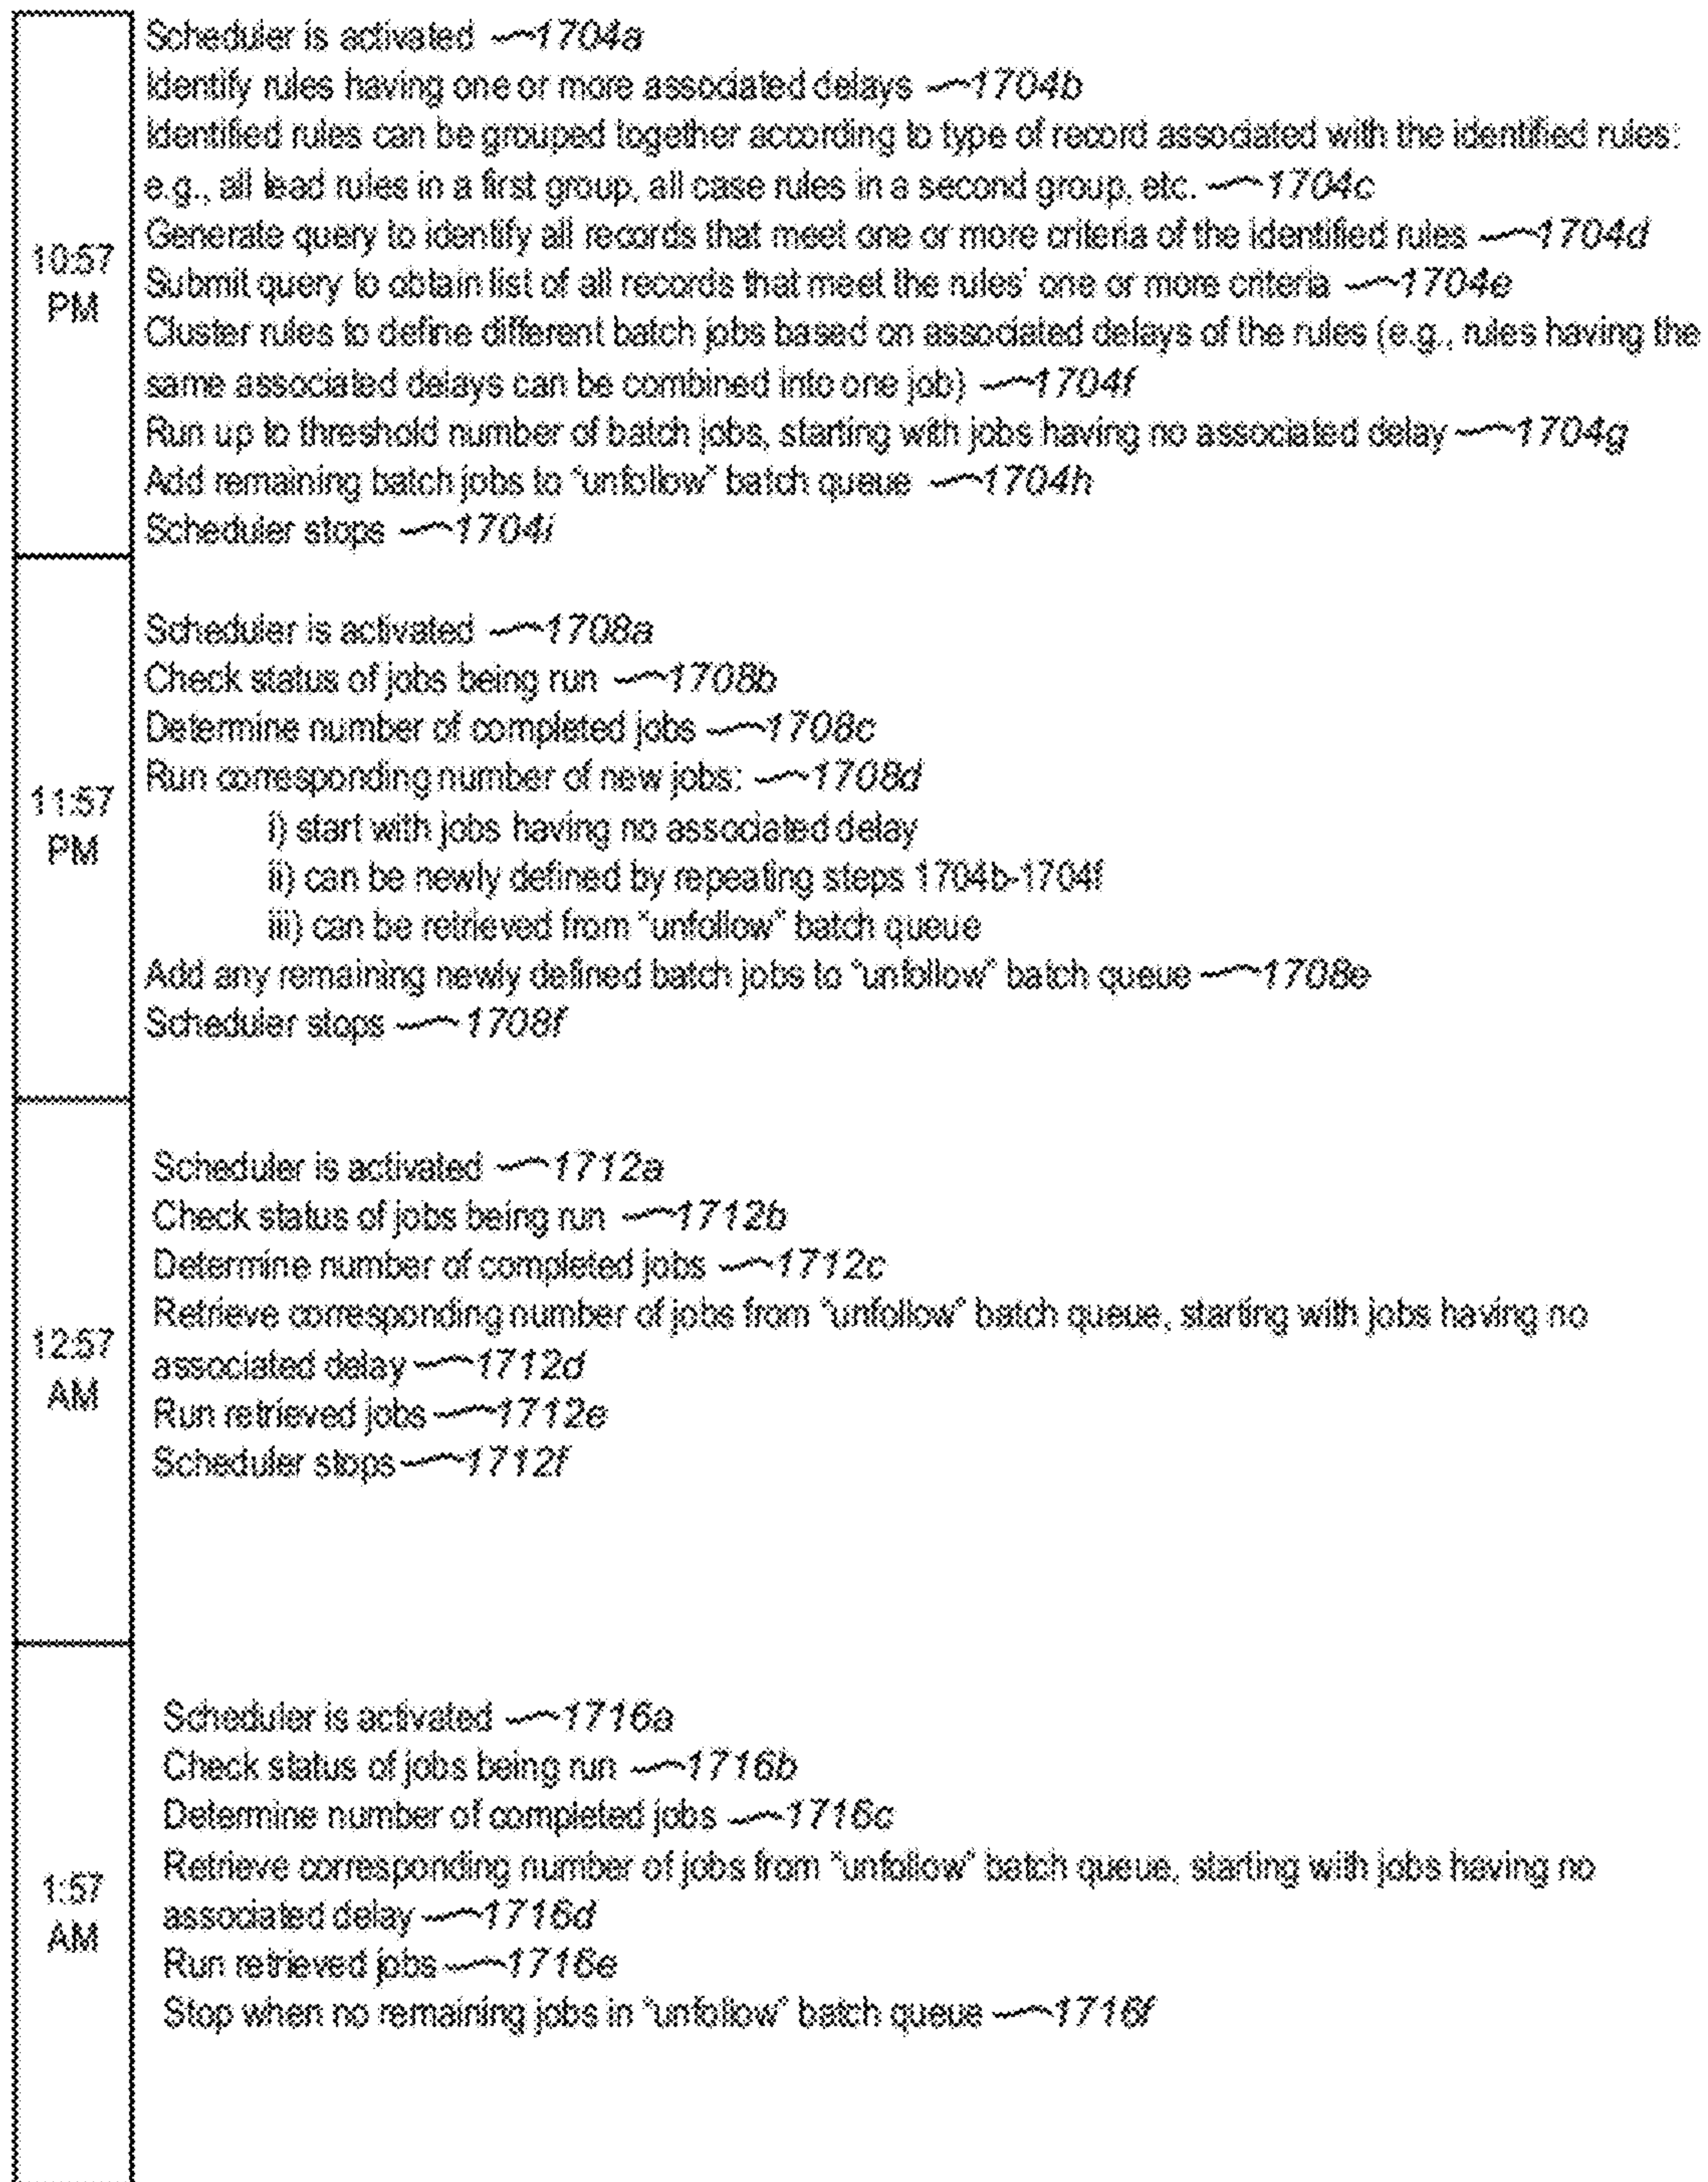 10:57
PM
Scheduler is activated 1704a
Identify rules having one or more associated delays 1704b
Identified rules can be grouped together according to type of record associated with the identified rules:
e.g., all lead rules in a first group, all case rules in a second group, etc. 1704c
Generate query to identify all records that meet one or more criteria of the identified rules 1704d
Submit query to obtain list of all records that meet the rules' one or more criteria 1704e
Cluster rules to define different batch jobs based on associated delays of the rules (e.g., rules having the
same associated delays can be combined into one job) 1704f
Run up to threshold number of batch jobs, starting with jobs having no associated delay 1704g
Add remaining batch jobs to "unfollow" batch queue 1704h
Scheduler stops 1704i
11:57
PM
Scheduler is activated 1708a
Check status of jobs being run 1708b
Determine number of completed jobs 1708c
Run corresponding number of new jobs: 1708d
i) start with jobs having no associated delay
ii) can be newly defined by repeating steps 1704b-1704f
iii) can be retrieved from "unfollow" batch queue
Add any remaining newly defined batch jobs to "unfollow" batch queue 1708e
Scheduler stops 1708f
12:57
AM
Scheduler is activated 1712a
Check status of jobs being run 1712b
Determine number of completed jobs 1712c
Retrieve corresponding number of jobs from "unfollow" batch queue, starting with jobs having no
associated delay 1712d
Run retrieved jobs 1712e
Scheduler stops 1712f
1:57
AM
Scheduler is activated 1716a
Check status of jobs being run 1716b
Determine number of completed jobs 1716c
Retrieve corresponding number of jobs from "unfollow" batch queue, starting with jobs having no
associated delay 1716d
Run retrieved jobs 1716e
Stop when no remaining jobs in "unfollow" batch queue 1716f